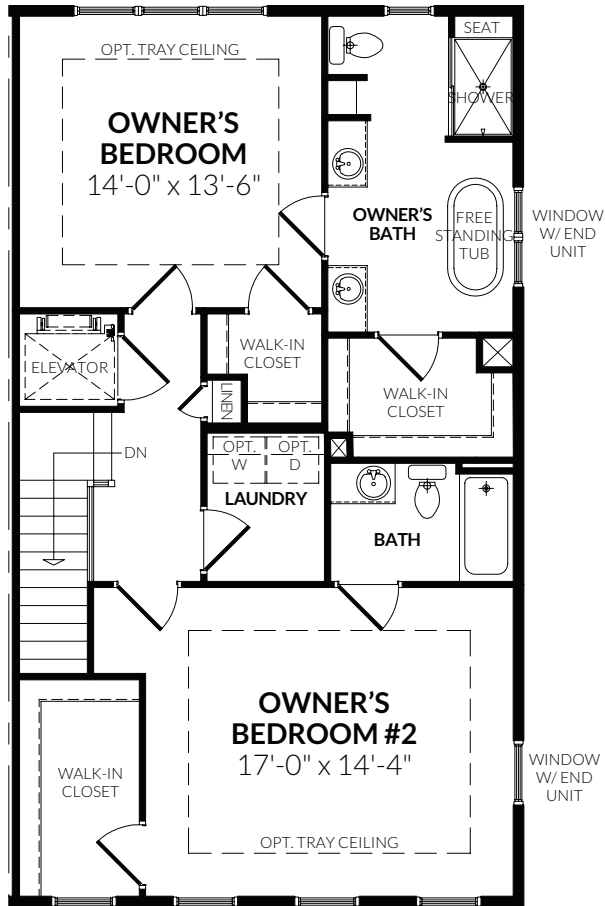 SEAT
OPT. TRAY CEILING
SHOWER
OWNER'S
BEDROOM
14'-0" x 13'-6"
OWNER'S
BATH
FREE
STANDING
TUB
WINDOW
W/ END
UNIT
ELEVATOR
WALK-IN
CLOSET
LINEN
WALK-IN
CLOSET
DN
OPT.
W
OPT.
D
LAUNDRY
BATH
OWNER'S
BEDROOM #2
17'-0" x 14'-4"
WALK-IN
CLOSET
WINDOW
W/ END
UNIT
OPT. TRAY CEILING